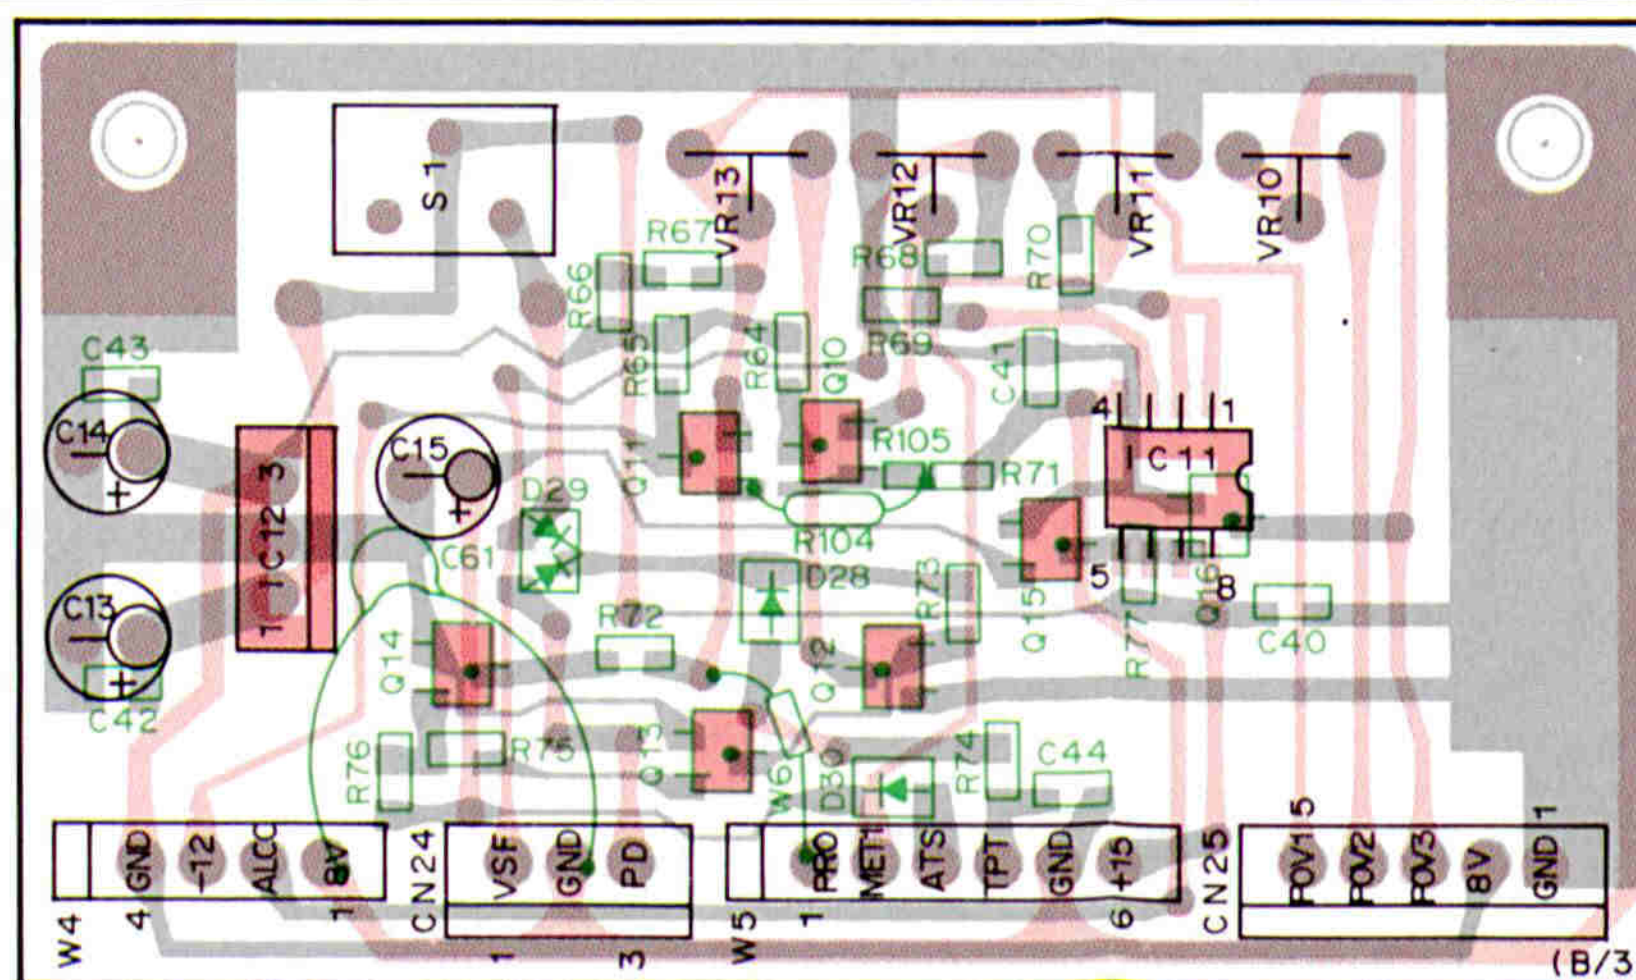 S1
VR13
VR12
VR11
VR10
R67
R68
R70
R66
C43
R65
R64
Q10
R69
C41
4
1
C14
+
IC12
3
1
C15
+
Q11
R105
R71
IC11
D29
C61
R104
D28
R73
5
8
Q15
Q16
R77
C40
C13
+
C42
Q14
R72
Q12
R76
R75
Q13
W6
R74
C44
GND
-12
ALCC
8V
W4
4
1
CN24
VSF
GND
PD
1
3
W5
PRO
MET1
ATS
TPT
GND
+15
1
6
CN25
POV1
5
POV2
POV3
8V
GND
1
(B/3